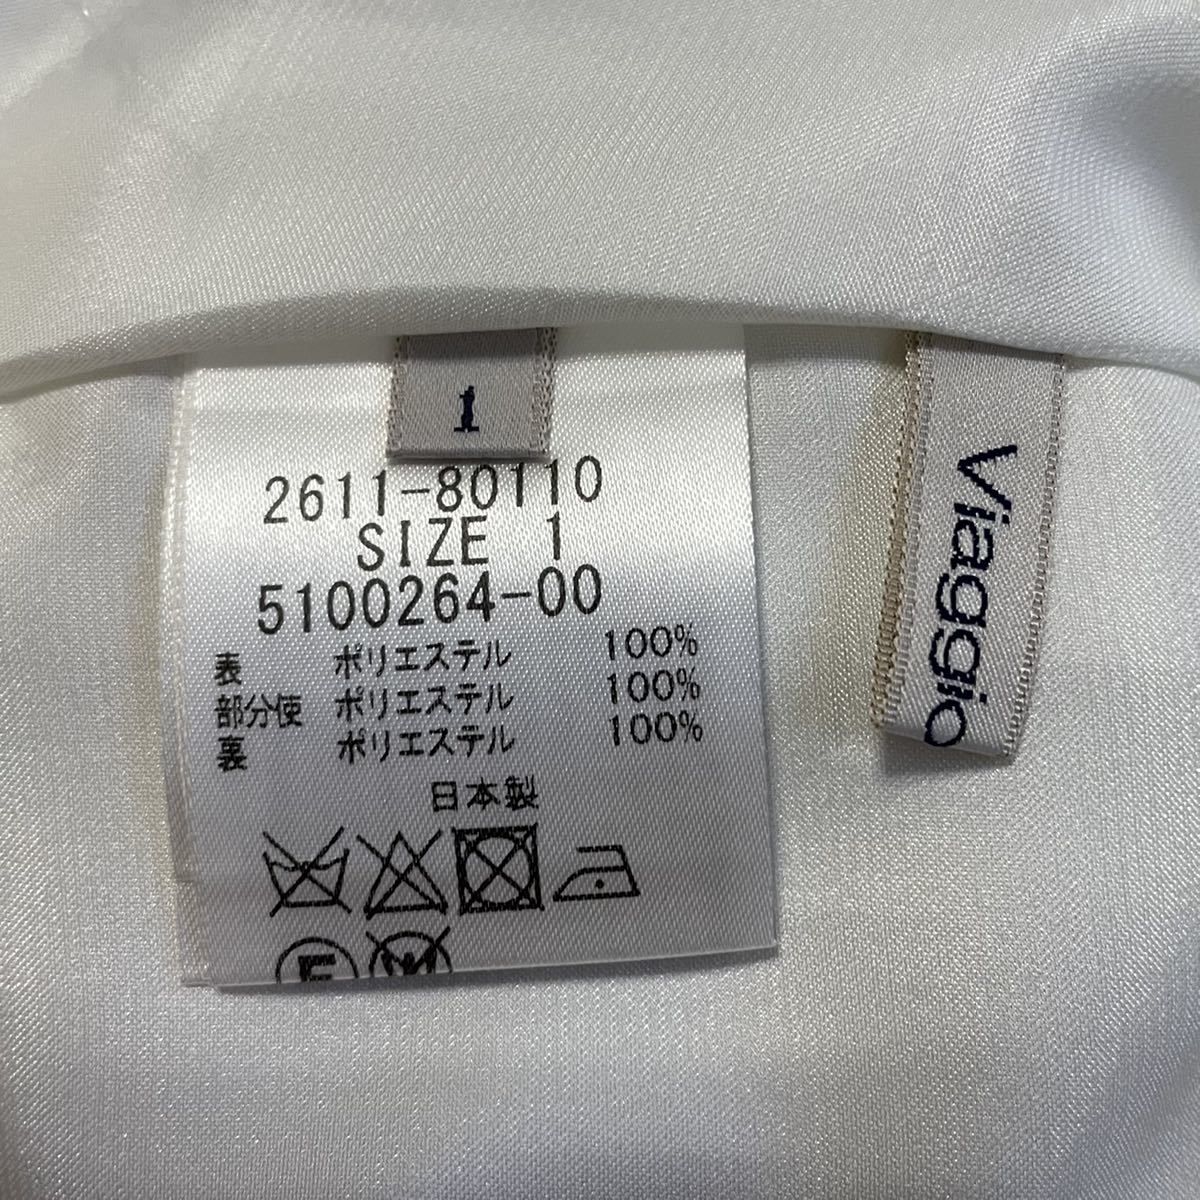 1
2611-80110
SIZE 1
5100264-00
表 ポリエステル 100%
部分使 ポリエステル 100%
裏 ポリエステル 100%
日本製
F
W
Viaggio